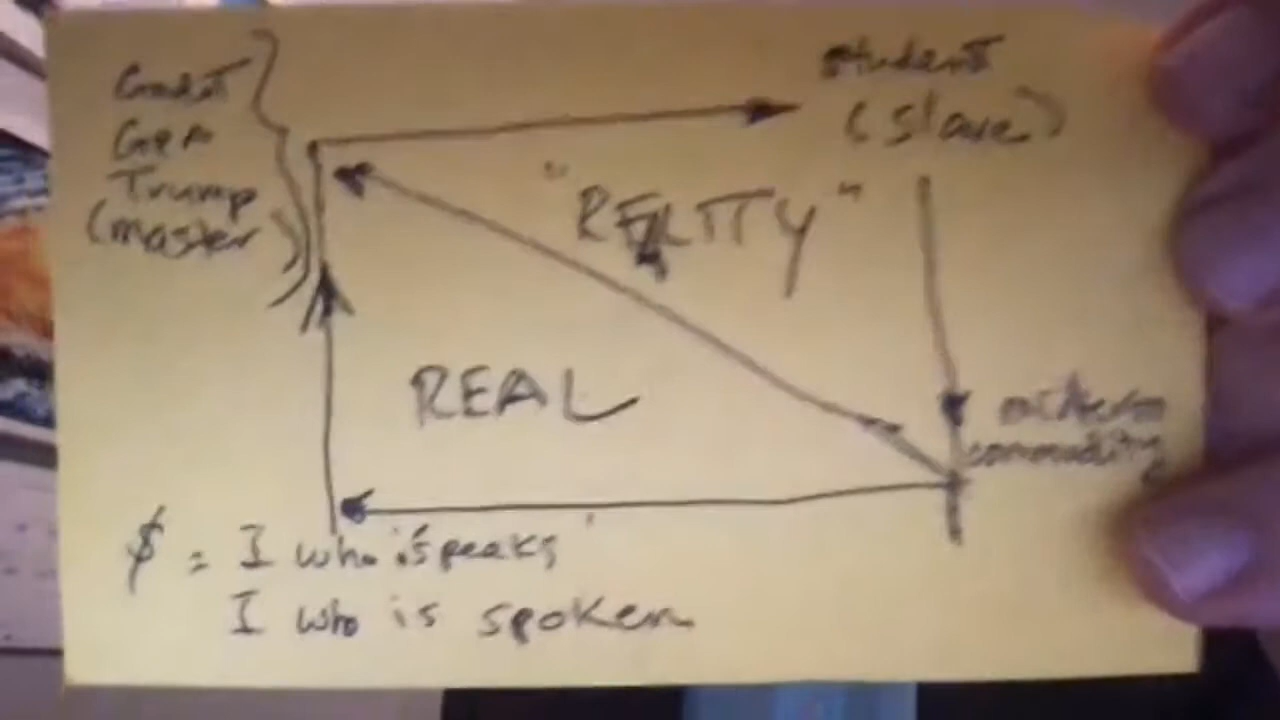 Trump
(master)
student
(slave)
"REALITY"
REAL
commodity
$ = I who 'speaks'
I who is spoken